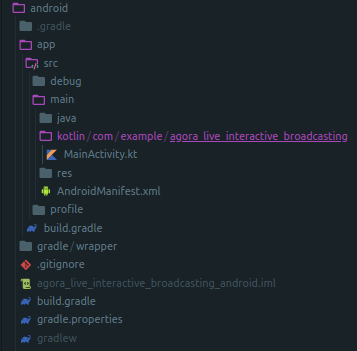 android
.gradle
app
src
debug
main
java
kotlin/com/example/agora_live_interactive_broadcasting
MainActivity.kt
res
AndroidManifest.xml
profile
build.gradle
gradle/wrapper
.gitignore
agora_live_interactive_broadcasting_android.iml
build.gradle
gradle.properties
gradlew